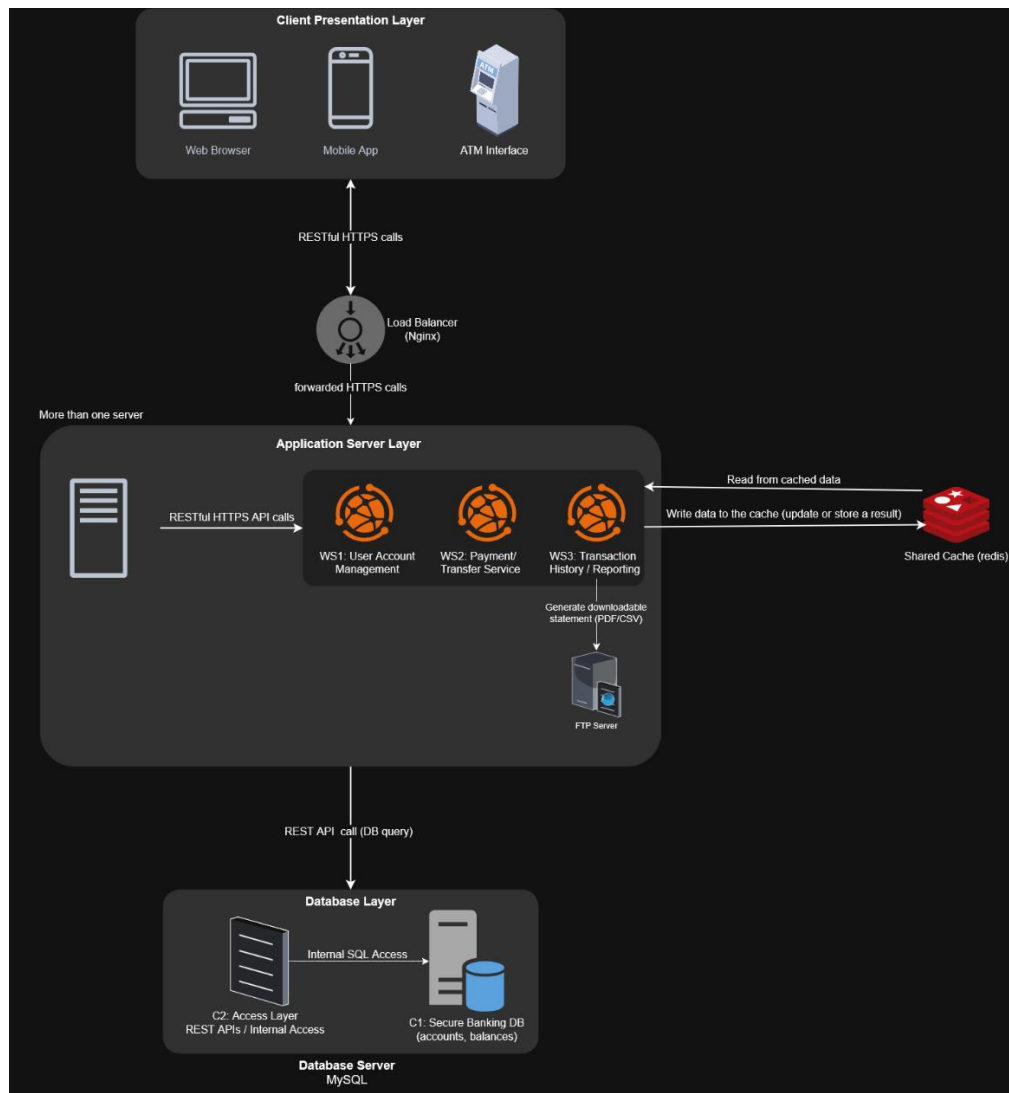 Client Presentation Layer
ATM
Web Browser
Mobile App
ATM Interface
RESTful HTTPS calls
Load Balancer
(Nginx)
forwarded HTTPS calls
More than one server
Application Server Layer
RESTful HTTPS API calls
WS1: User Account
Management
WS2: Payment/
Transfer Service
WS3: Transaction
History / Reporting
Read from cached data
Write data to the cache (update or store a result)
Shared Cache (redis)
Generate downloadable
statement (PDF/CSV)
FTP Server
REST API call (DB query)
Database Layer
Internal SQL Access
C2: Access Layer
REST APIs / Internal Access
C1: Secure Banking DB
(accounts, balances)
Database Server
MySQL